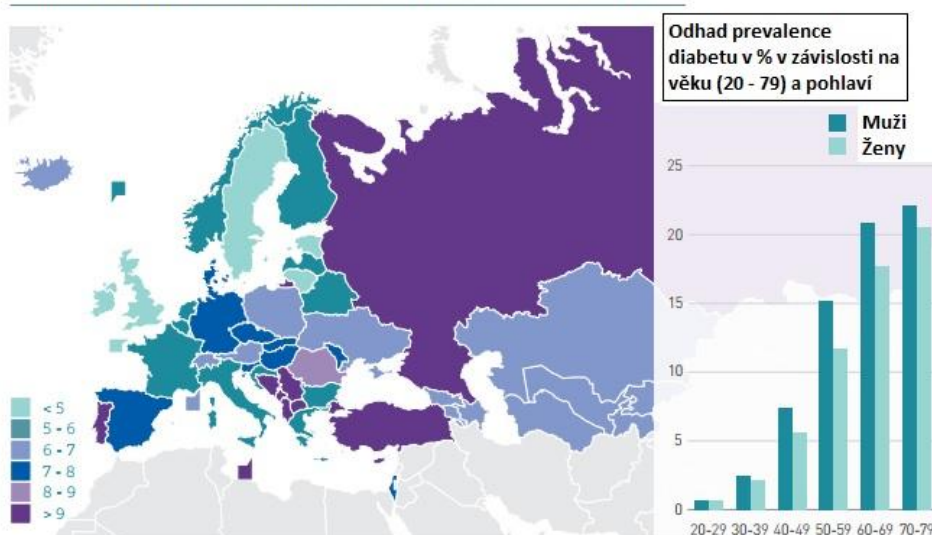 Odhad prevalence
diabetu v % v závislosti na
věku (20 - 79) a pohlaví
Muži
Ženy
25
20
15
10
5
0
20-29 30-39 40-49 50-59 60-69 70-79
< 5
5 - 6
6 - 7
7 - 8
8 - 9
> 9